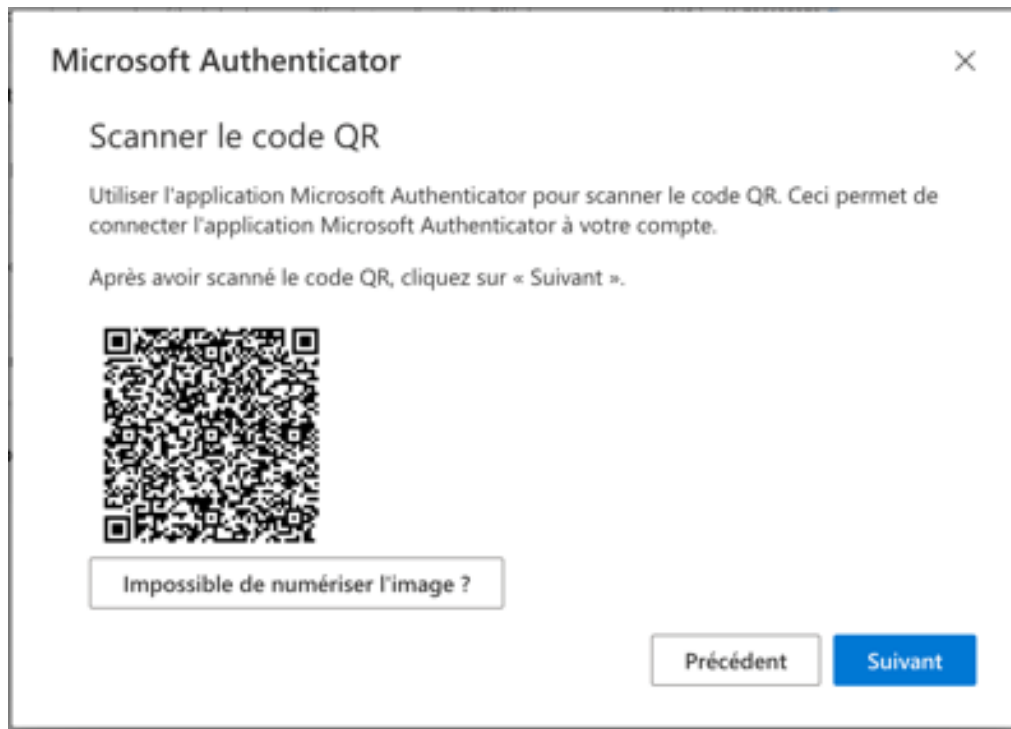 Microsoft Authenticator
Scanner le code QR
Utiliser l'application Microsoft Authenticator pour scanner le code QR. Ceci permet de
connecter l'application Microsoft Authenticator à votre compte.
Après avoir scanné le code QR, cliquez sur « Suivant ».
Impossible de numériser l'image ?
Précédent
Suivant